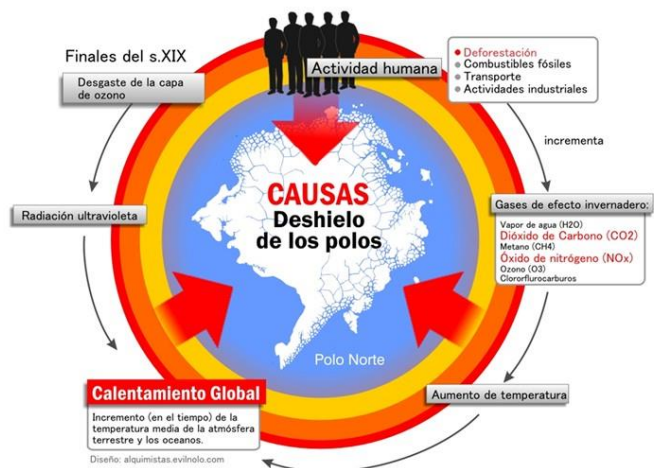 Finales del s.XIX
Desgaste de la capa
de ozono
Radiación ultravioleta
Actividad humana
• Deforestación
• Combustibles fósiles
• Transporte
• Actividades industriales
incrementa
Gases de efecto invernadero:
Vapor de agua (H2O)
Dióxido de Carbono (CO2)
Metano (CH4)
Óxido de nitrógeno (NOx)
Ozono (O3)
Clororflurocarburos
Aumento de temperatura
CAUSAS
Deshielo
de los polos
Polo Norte
Calentamiento Global
Incremento (en el tiempo) de la
temperatura media de la atmósfera
terrestre y los oceanos.
Diseño: alquimistas.evilnolo.com